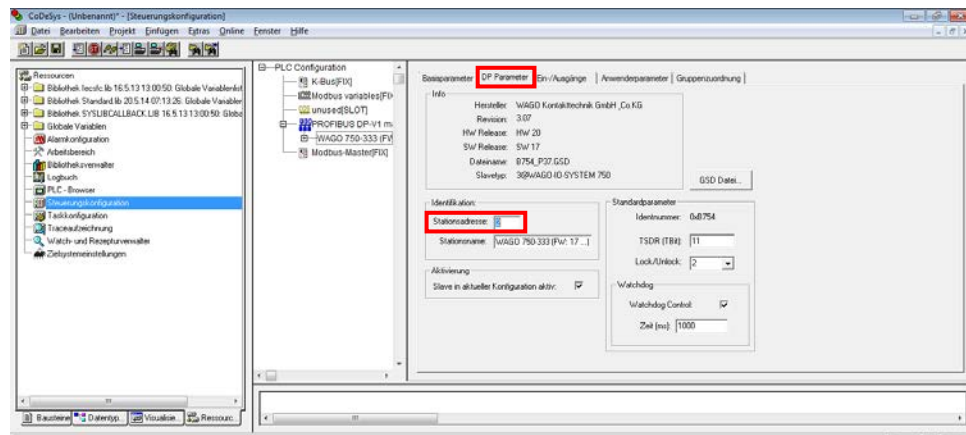 CoDeSys - (Unbenannt)* - [Steuerungskonfiguration]
Datei Bearbeiten Projekt Einfügen Extras Online Fenster Hilfe
Ressourcen
Bibliothek Iecsfc.lib 16.5.13 13:00:50: Globale Variablenlist
Bibliothek Standard.lib 20.5.14 07:13:26: Globale Variablen
Bibliothek SYSLIBCALLBACK.LIB 16.5.13 13:00:50: Globa
Globale Variablen
Alarmkonfiguration
Arbeitsbereich
Bibliotheksverwalter
Logbuch
PLC - Browser
Steuerungskonfiguration
Taskkonfiguration
Traceaufzeichnung
Watch- und Rezepturverwalter
Zielsystemeinstellungen
Bausteine
Datentyp...
Visualisie...
Ressourc...
PLC Configuration
K-Bus[FIX]
Modbus variables[FIX
unused[SLOT]
PROFIBUS DP-V1 m
WAGO 750-333 (FW
Modbus-Master[FIX]
Basisparameter DP Parameter Ein-/Ausgänge Anwenderparameter Gruppenzuordnung
Info
Hersteller: WAGO Kontakttechnik GmbH ,Co KG
Revision: 3.07
HW Release: HW 20
SW Release: SW 17
Dateiname: B754_P37.GSD
Slavetyp: 3@WAGO-IO-SYSTEM 750
GSD Datei...
Identifikation:
Stationsadresse:
Stationsname: WAGO 750-333 (FW: 17 ...)
Aktivierung
Slave in aktueller Konfiguration aktiv:
Standardparameter
Identnummer: 0xB754
TSDR (TBit): 11
Lock/Unlock: 2
Watchdog
Watchdog Control:
Zeit (ms): 1000